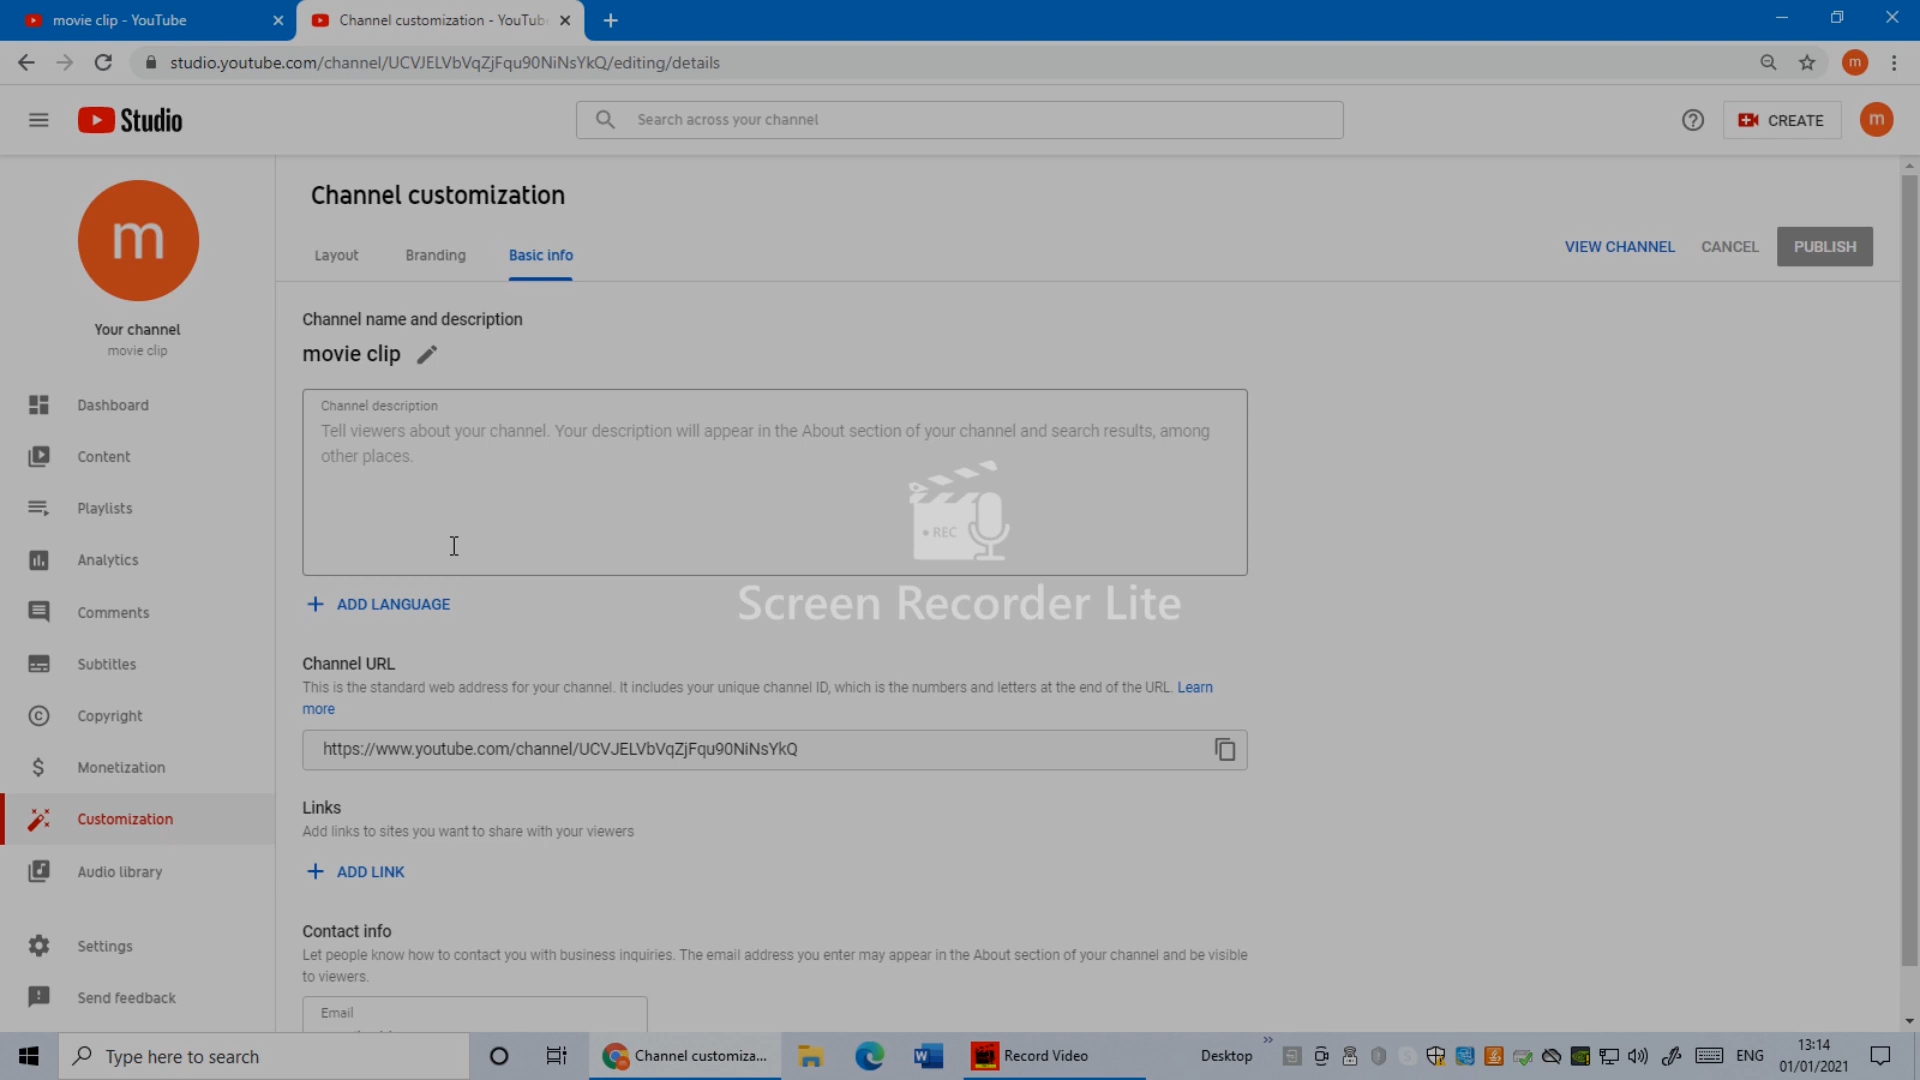 movie clip - YouTube
Channel customization - YouTub
studio.youtube.com/channel/UCVJELVbVqZjFqu90NiNsYkQ/editing/details
m
Studio
Search across your channel
CREATE
m
m
Your channel
movie clip
Dashboard
Content
Playlists
Analytics
Comments
Subtitles
Copyright
Monetization
Customization
Audio library
Settings
Send feedback
Channel customization
Layout
Branding
Basic info
VIEW CHANNEL
CANCEL
PUBLISH
Channel name and description
movie clip
Channel description
Tell viewers about your channel. Your description will appear in the About section of your channel and search results, among
other places.
REC
Screen Recorder Lite
ADD LANGUAGE
Channel URL
This is the standard web address for your channel. It includes your unique channel ID, which is the numbers and letters at the end of the URL. Learn
more
https://www.youtube.com/channel/UCVJELVbVqZjFqu90NiNsYkQ
Links
Add links to sites you want to share with your viewers
ADD LINK
Contact info
Let people know how to contact you with business inquiries. The email address you enter may appear in the About section of your channel and be visible
to viewers.
Email
Type here to search
Channel customiza...
Record Video
Desktop
ENG
13:14
01/01/2021